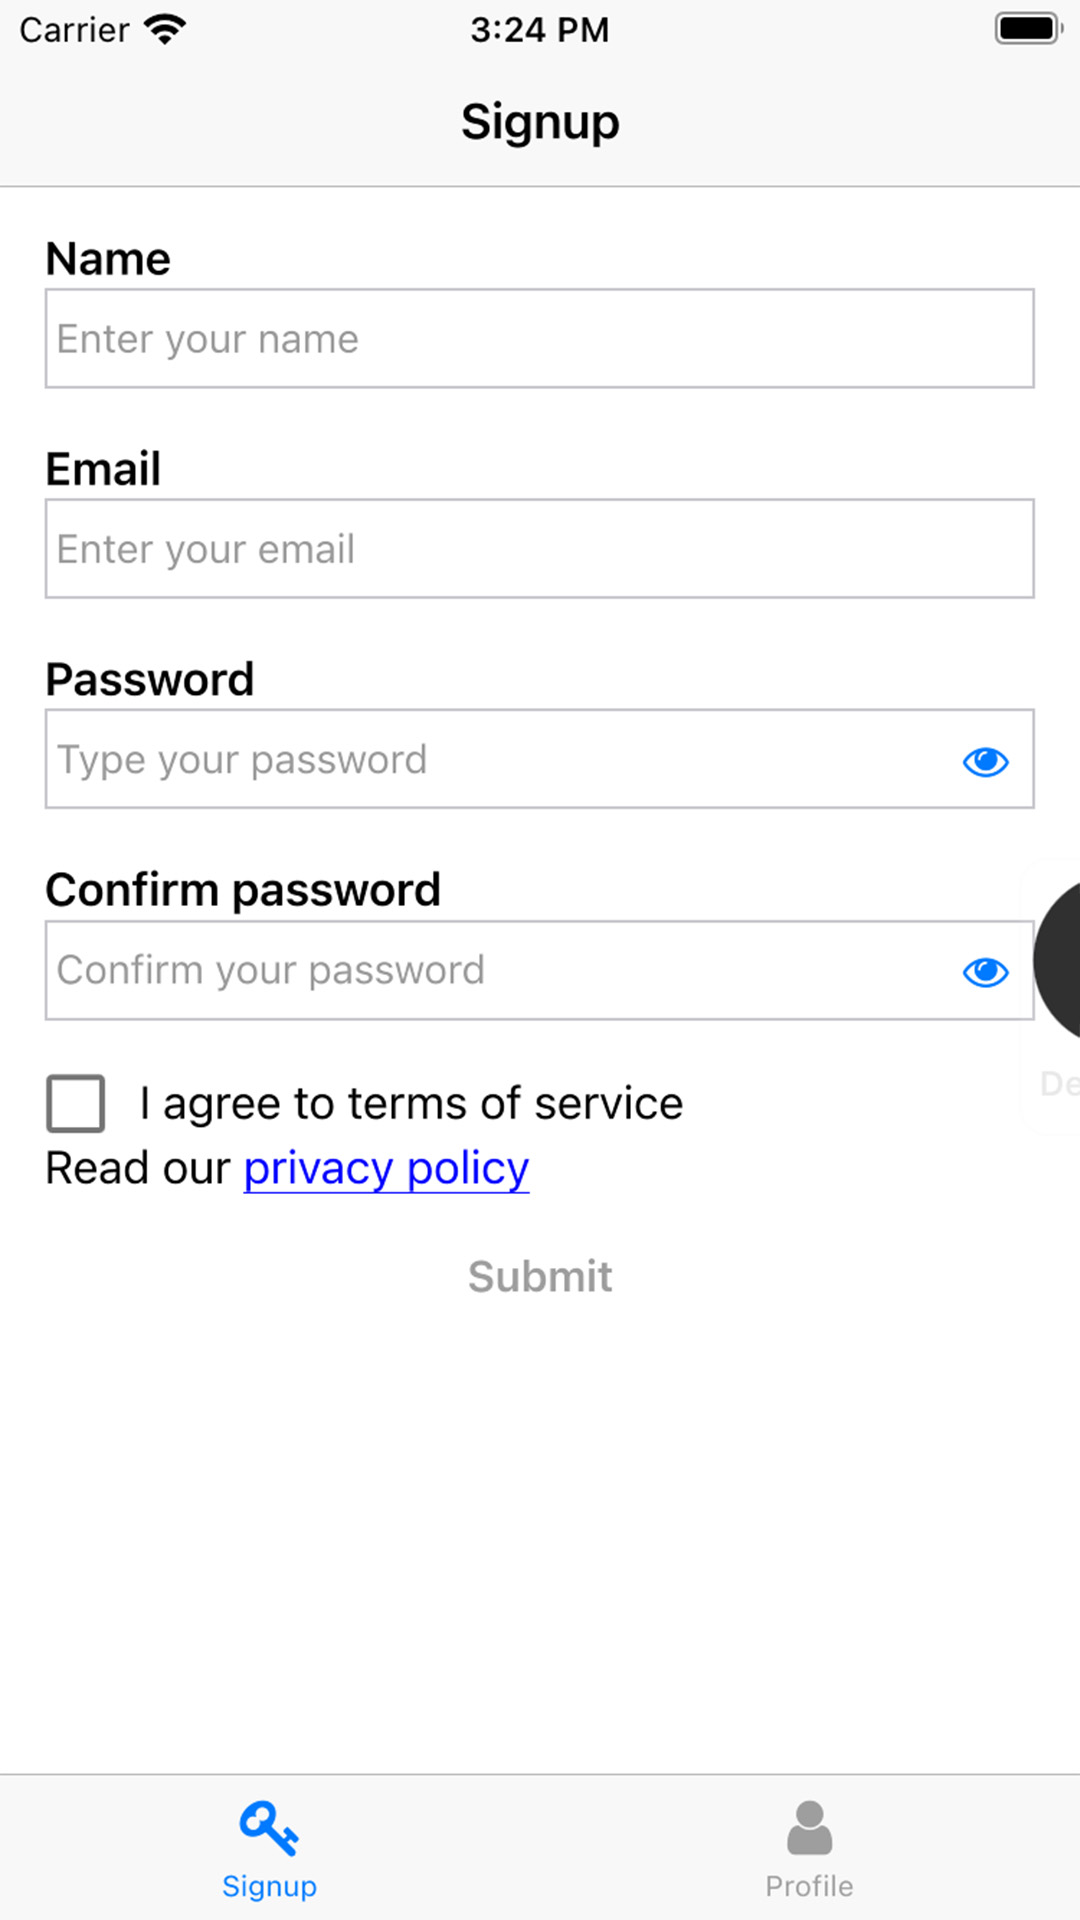 Carrier 3:24 PM
Signup
Name
Enter your name
Email
Enter your email
Password
Type your password
Confirm password
Confirm your password
I agree to terms of service
Read our privacy policy
Submit
Signup Profile